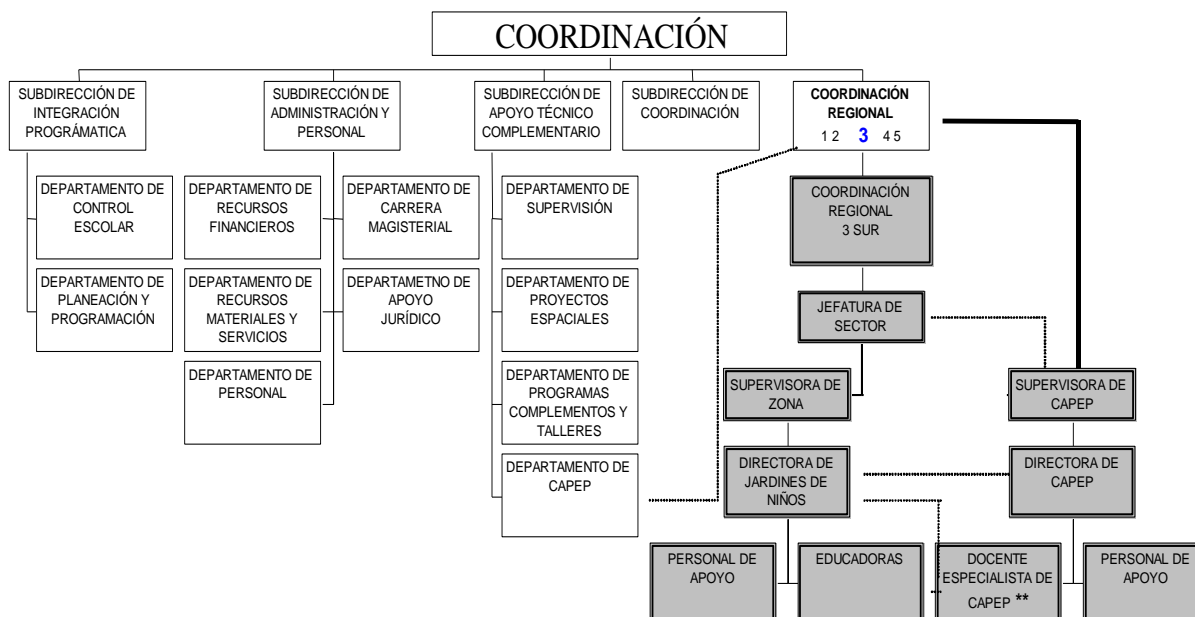 COORDINACIÓN
SUBDIRECCIÓN DE
INTEGRACIÓN
PROGRÁMATICA
SUBDIRECCIÓN DE
ADMINISTRACIÓN Y
PERSONAL
SUBDIRECCIÓN DE
APOYO TÉCNICO
COMPLEMENTARIO
SUBDIRECCIÓN DE
COORDINACIÓN
COORDINACIÓN
REGIONAL
1 2 3 4 5
DEPARTAMENTO DE
CONTROL
ESCOLAR
DEPARTAMENTO DE
RECURSOS
FINANCIEROS
DEPARTAMENTO DE
CARRERA
MAGISTERIAL
DEPARTAMENTO DE
SUPERVISIÓN
COORDINACIÓN
REGIONAL
3 SUR
DEPARTAMENTO DE
PLANEACIÓN Y
PROGRAMACIÓN
DEPARTAMENTO DE
RECURSOS
MATERIALES Y
SERVICIOS
DEPARTAMETNO DE
APOYO
JURÍDICO
DEPARTAMENTO DE
PROYECTOS
ESPACIALES
JEFATURA DE
SECTOR
DEPARTAMENTO DE
PERSONAL
DEPARTAMENTO DE
PROGRAMAS
COMPLEMENTOS Y
TALLERES
SUPERVISORA DE
ZONA
SUPERVISORA DE
CAPEP
DEPARTAMENTO DE
CAPEP
DIRECTORA DE
JARDINES DE
NIÑOS
DIRECTORA DE
CAPEP
PERSONAL DE
APOYO
EDUCADORAS
DOCENTE
ESPECIALISTA DE
CAPEP **
PERSONAL DE
APOYO